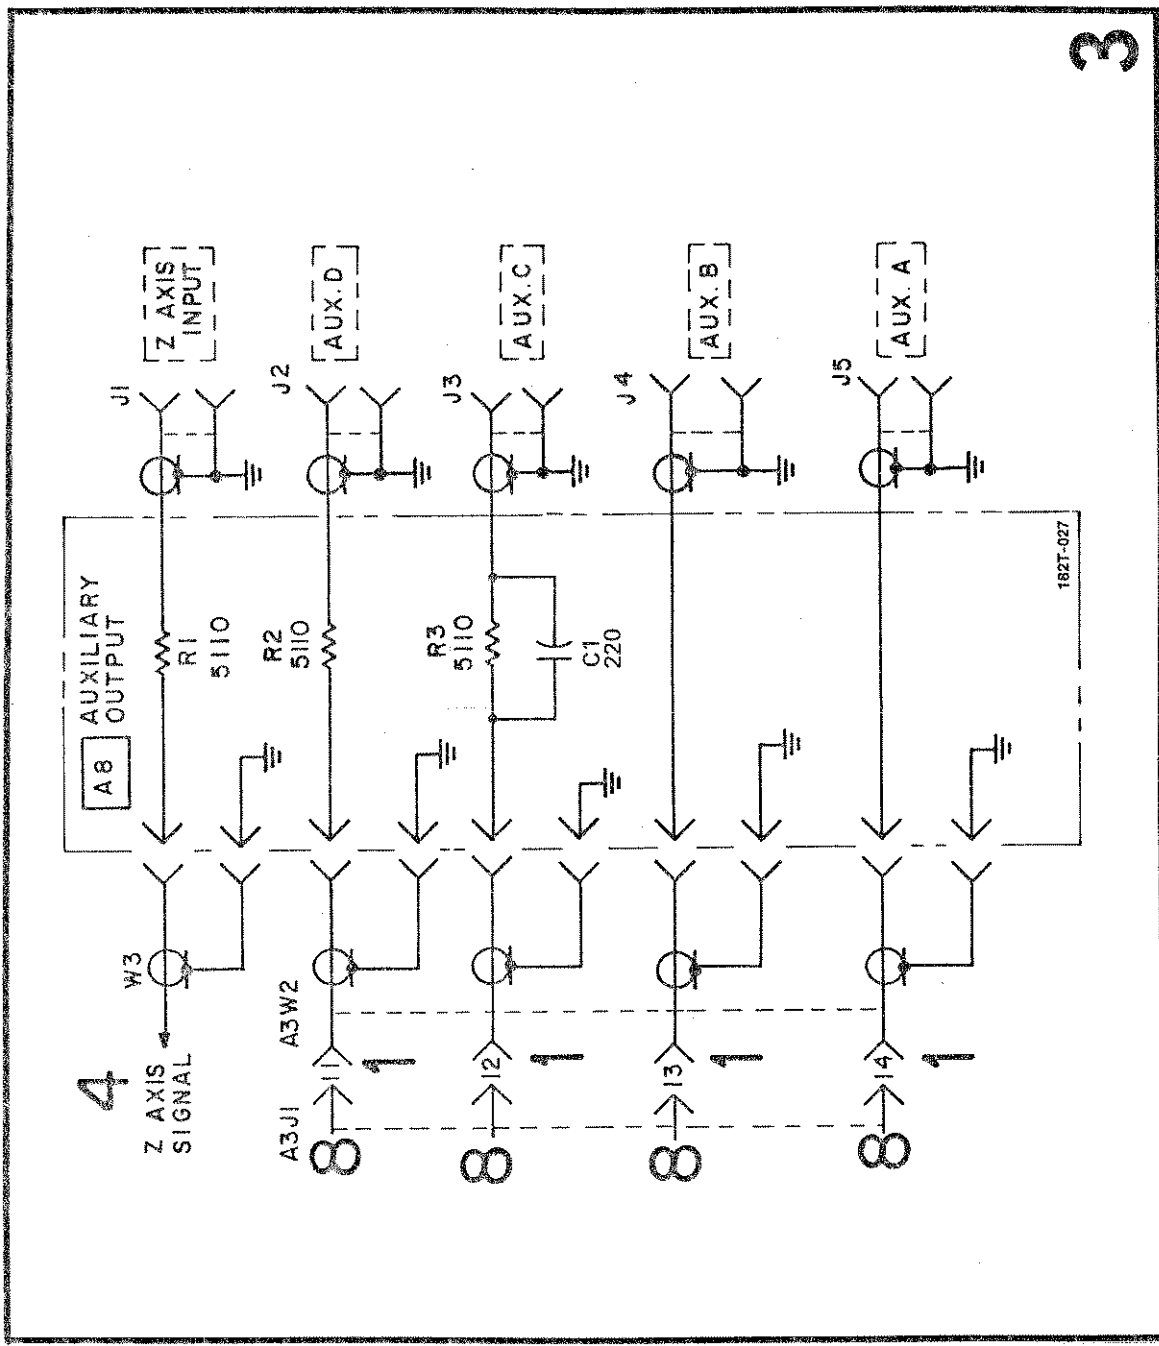 3
4
Z AXIS
SIGNAL
W3
A8
AUXILIARY
OUTPUT
R1
5110
J1
Z AXIS
INPUT
A3J1
A3W2
8
11
1
R2
5110
J2
AUX. D
8
12
1
R3
5110
C1
220
J3
AUX. C
8
13
1
J4
AUX. B
8
14
1
J5
AUX. A
182T-027